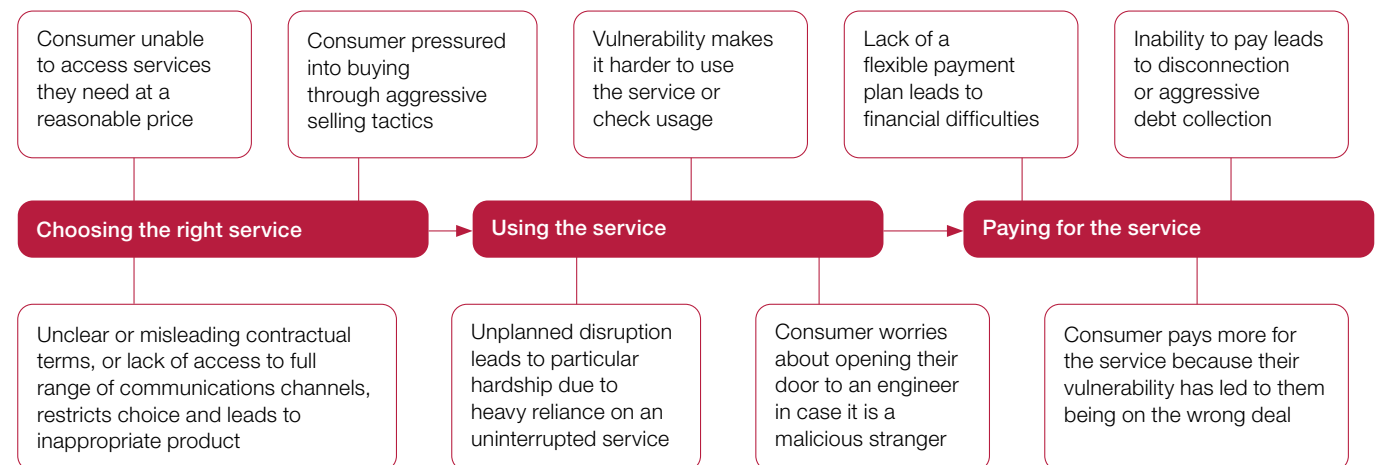 Consumer unable
to access services
they need at a
reasonable price
Consumer pressured
into buying
through aggressive
selling tactics
Vulnerability makes
it harder to use
the service or
check usage
Lack of a
flexible payment
plan leads to
financial difficulties
Inability to pay leads
to disconnection
or aggressive
debt collection
Choosing the right service
Using the service
Paying for the service
Unclear or misleading contractual
terms, or lack of access to full
range of communications channels,
restricts choice and leads to
inappropriate product
Unplanned disruption
leads to particular
hardship due to
heavy reliance on an
uninterrupted service
Consumer worries
about opening their
door to an engineer
in case it is a
malicious stranger
Consumer pays more for
the service because their
vulnerability has led to them
being on the wrong deal